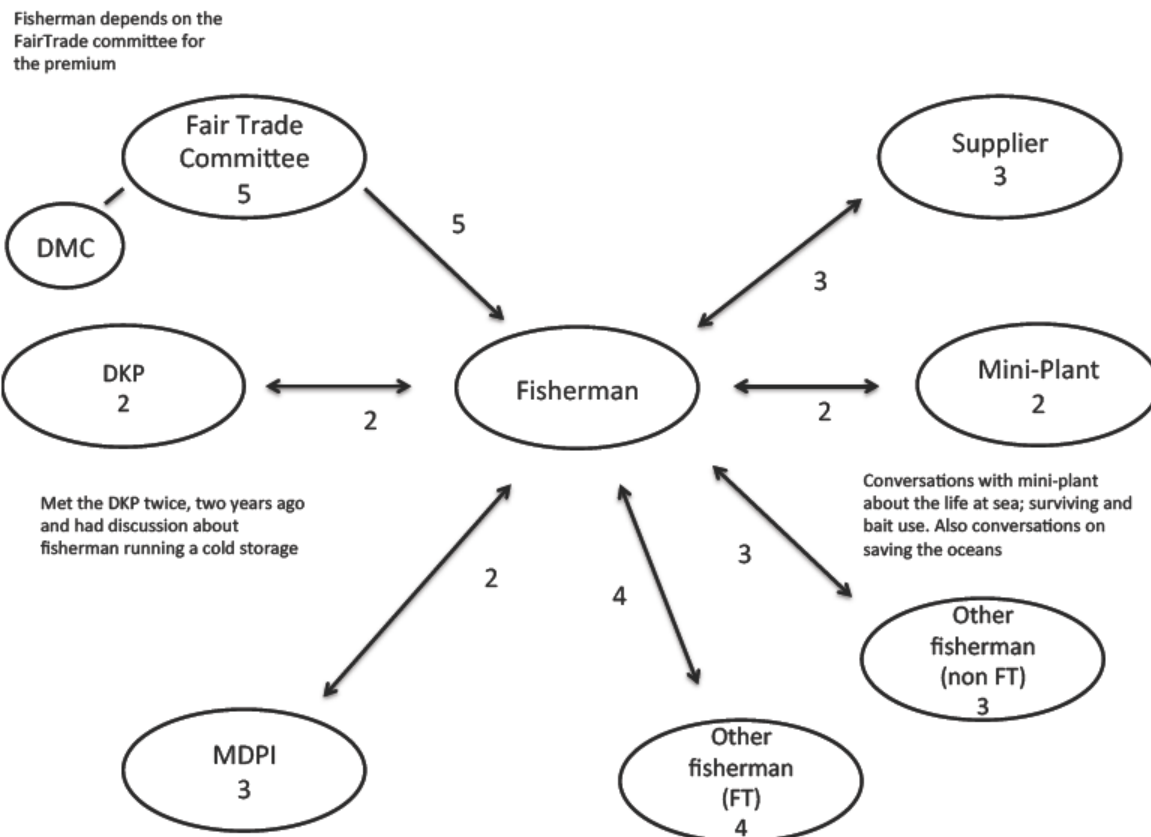 Fisherman depends on the
FairTrade committee for
the premium
Fair Trade
Committee
5
Supplier
3
DMC
5
3
DKP
2
2
Fisherman
2
Mini-Plant
2
Met the DKP twice, two years ago
and had discussion about
fisherman running a cold storage
Conversations with mini-plant
about the life at sea; surviving and
bait use. Also conversations on
saving the oceans
2
4
3
Other
fisherman
(non FT)
3
MDPI
3
Other
fisherman
(FT)
4